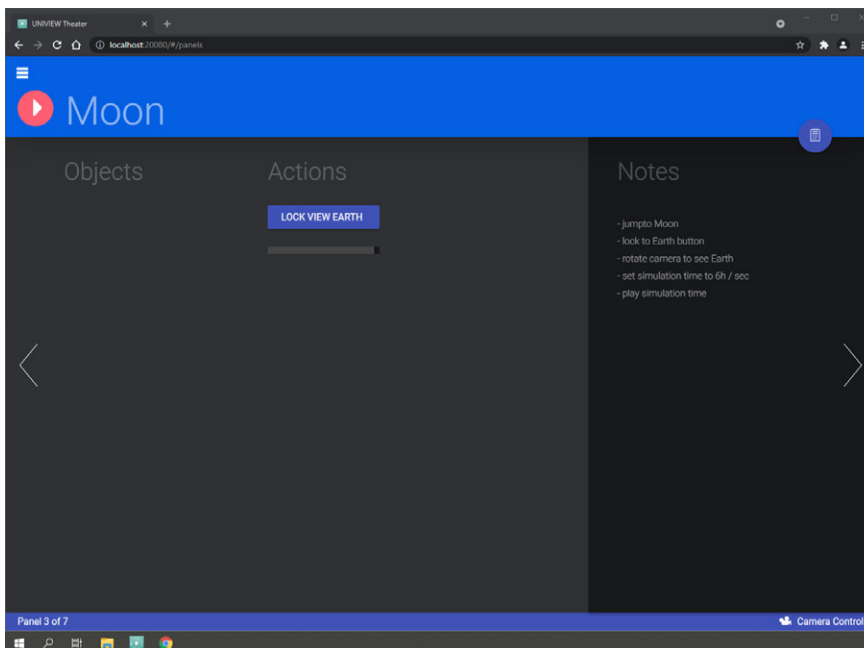 UNIVIEW Theater
localhost:20080/#/panels
Moon
Objects
Actions
LOCK VIEW EARTH
Notes
- jumpto Moon
- lock to Earth button
- rotate camera to see Earth
- set simulation time to 6h / sec
- play simulation time
Panel 3 of 7
Camera Control